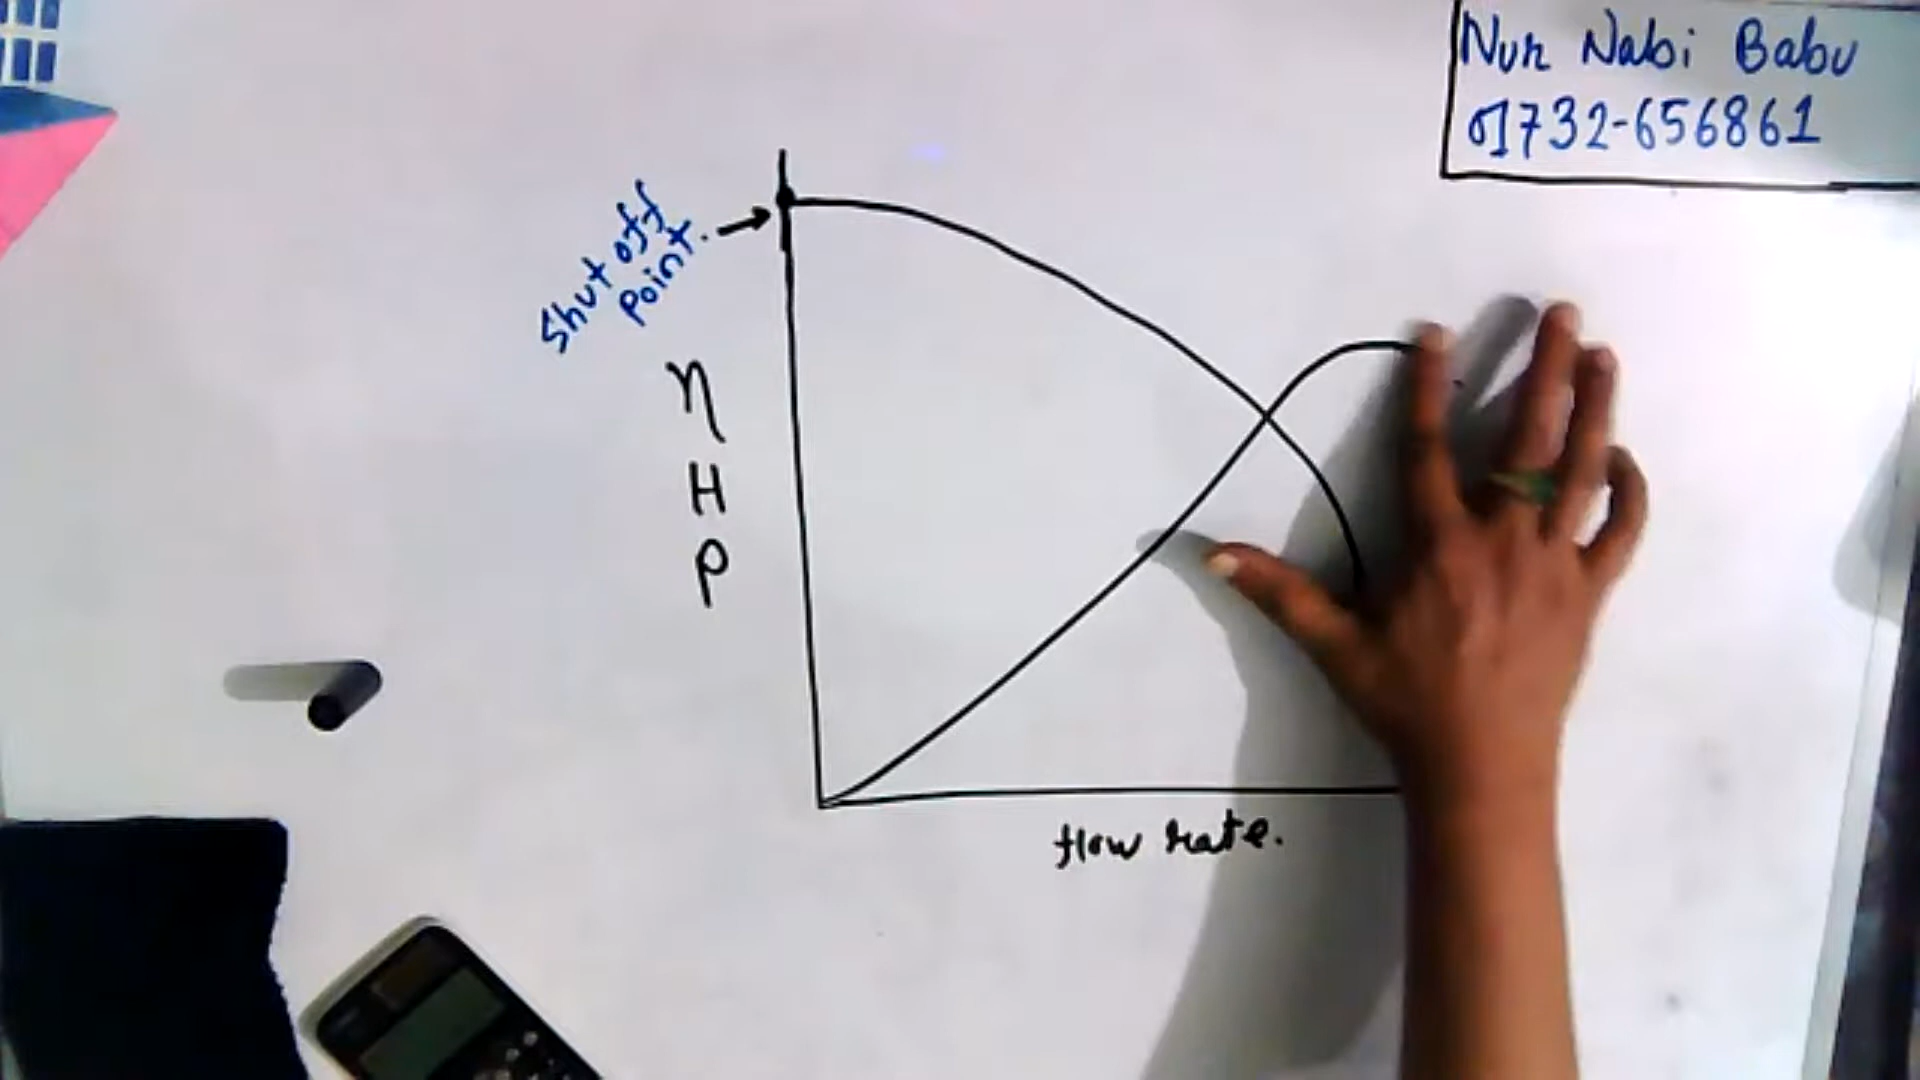 Nur Nabi Babu
01732-656861
Shut off
Point.
η
H
P
flow rate.